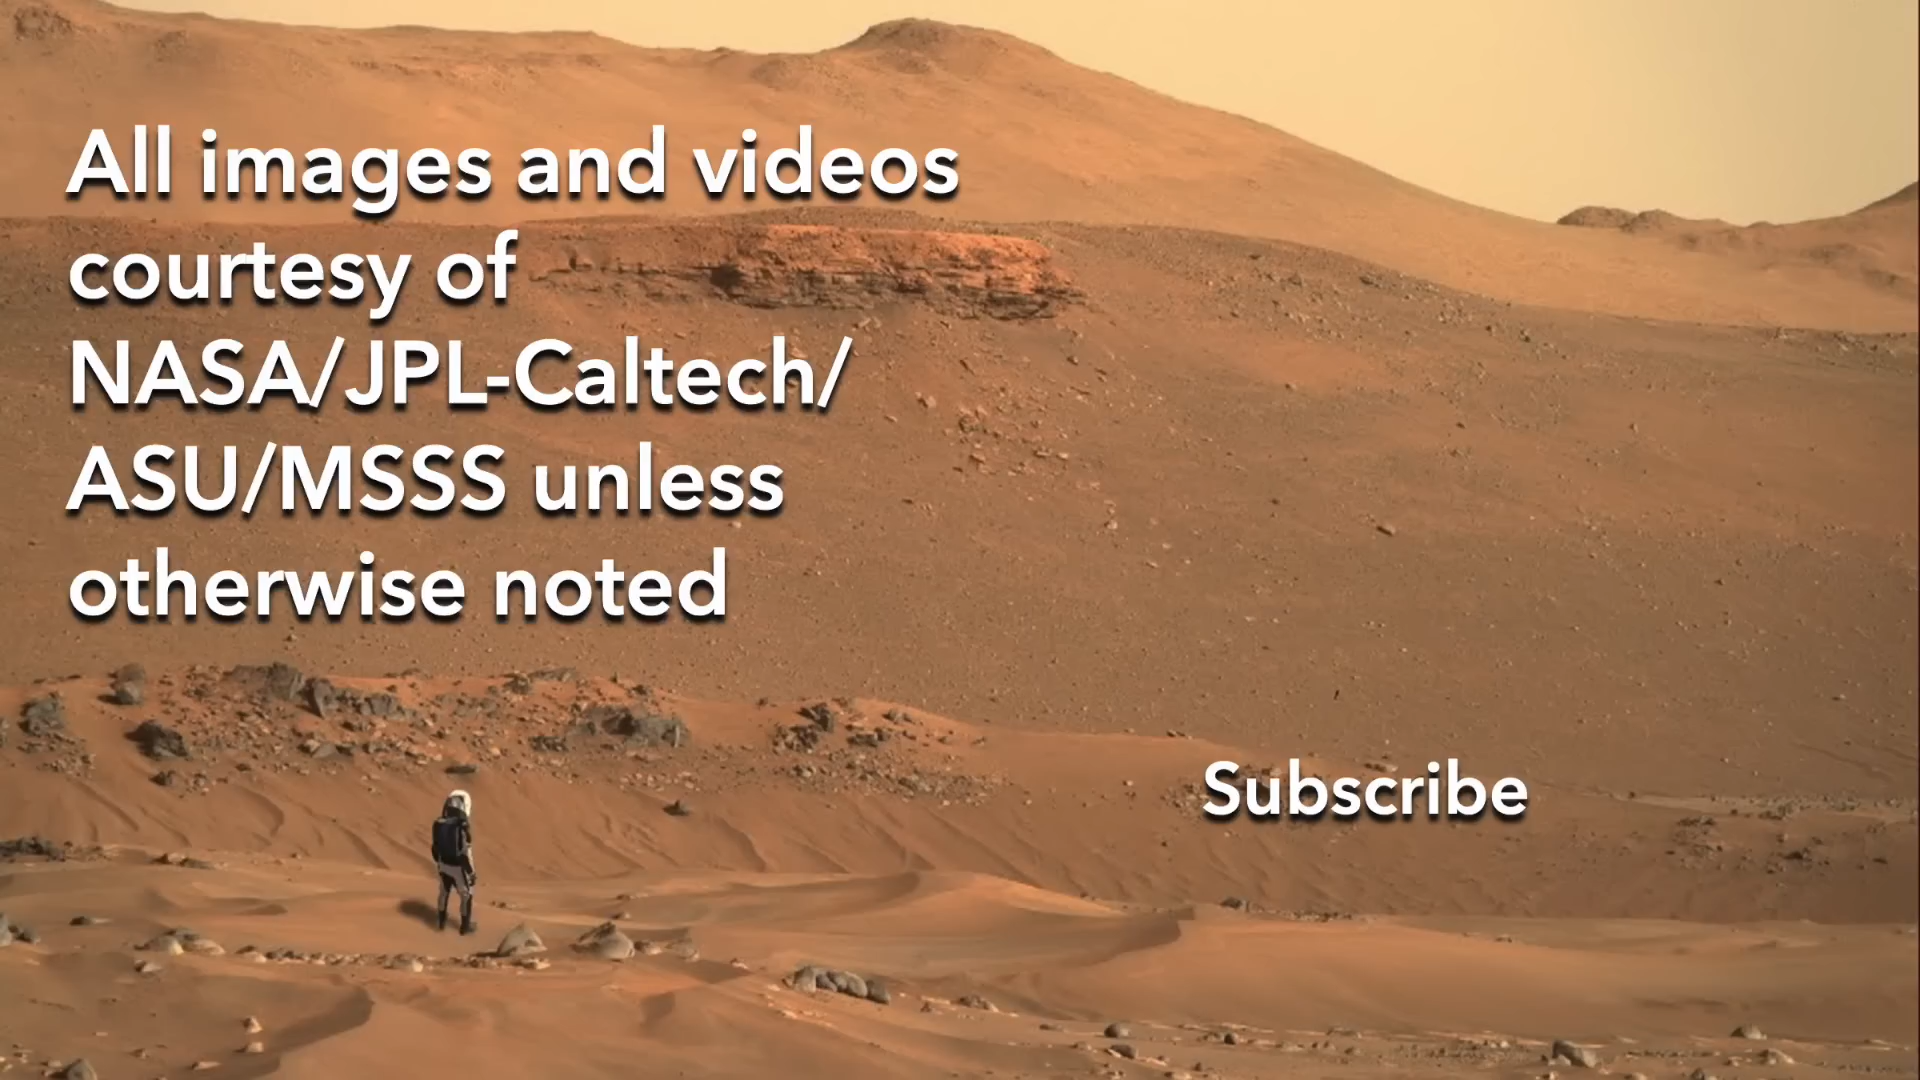 All images and videos
courtesy of
NASA/JPL-Caltech/
ASU/MSSS unless
otherwise noted
Subscribe